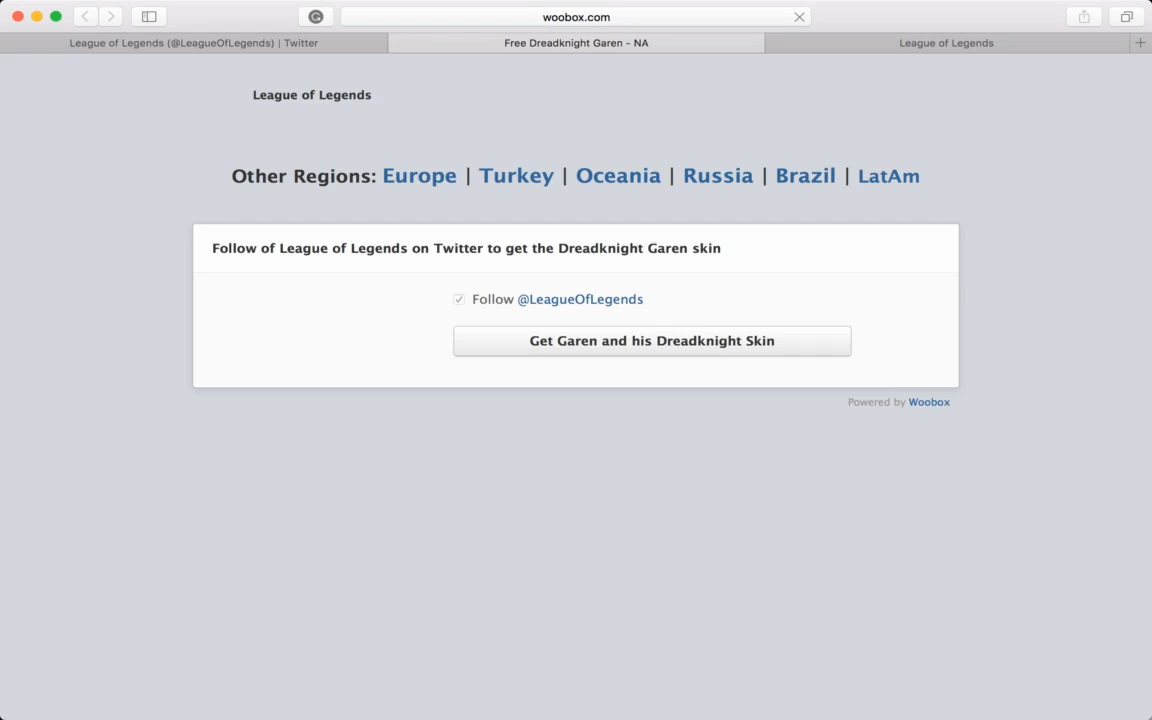 woobox.com
League of Legends (@LeagueOfLegends) | Twitter
Free Dreadknight Garen - NA
League of Legends
League of Legends
Other Regions: Europe | Turkey | Oceania | Russia | Brazil | LatAm
Follow of League of Legends on Twitter to get the Dreadknight Garen skin
Follow @LeagueOfLegends
Get Garen and his Dreadknight Skin
Powered by Woobox